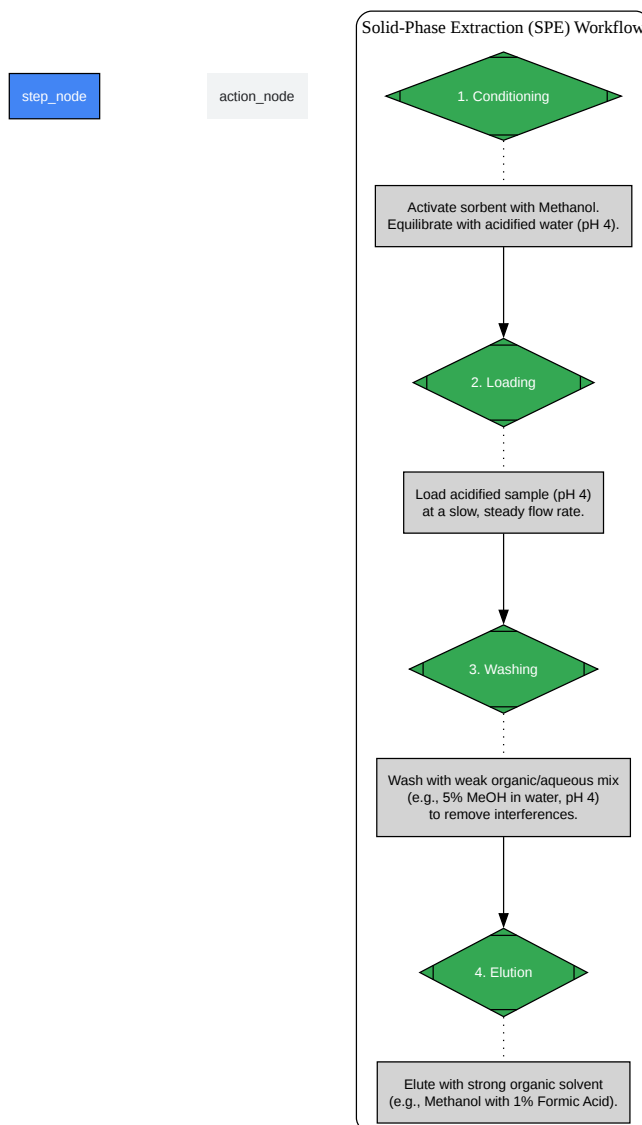 Solid-Phase Extraction (SPE) Workflow
step_node
action_node
1. Conditioning
Activate sorbent with Methanol.
Equilibrate with acidified water (pH 4).
2. Loading
Load acidified sample (pH 4)
at a slow, steady flow rate.
3. Washing
Wash with weak organic/aqueous mix
(e.g., 5% MeOH in water, pH 4)
to remove interferences.
4. Elution
Elute with strong organic solvent
(e.g., Methanol with 1% Formic Acid).